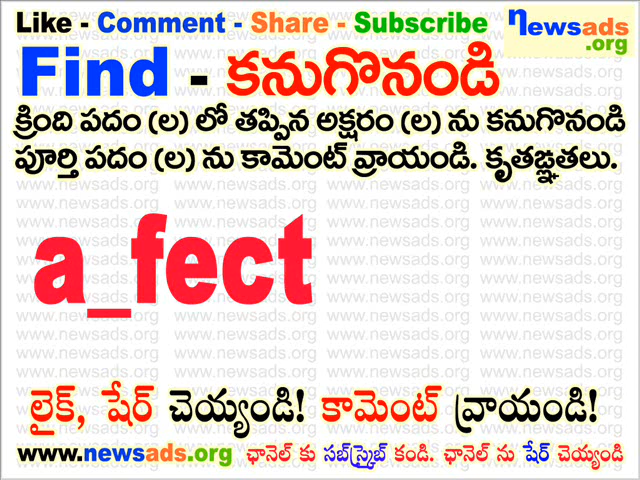 Like - Comment - Share - Subscribe
newsads
.org
Find - కనుగొనండి
క్రింది పదం (ల) లో తప్పిన అక్షరం (ల) ను కనుగొనండి
పూర్తి పదం (ల) ను కామెంట్ వ్రాయండి. కృతజ్ఞతలు.
a_fect
లైక్, షేర్ చెయ్యండి! కామెంట్ వ్రాయండి!
www.newsads.org ఛానెల్ కు సబ్‌స్క్రైబ్ కండి. ఛానెల్ ను షేర్ చెయ్యండి